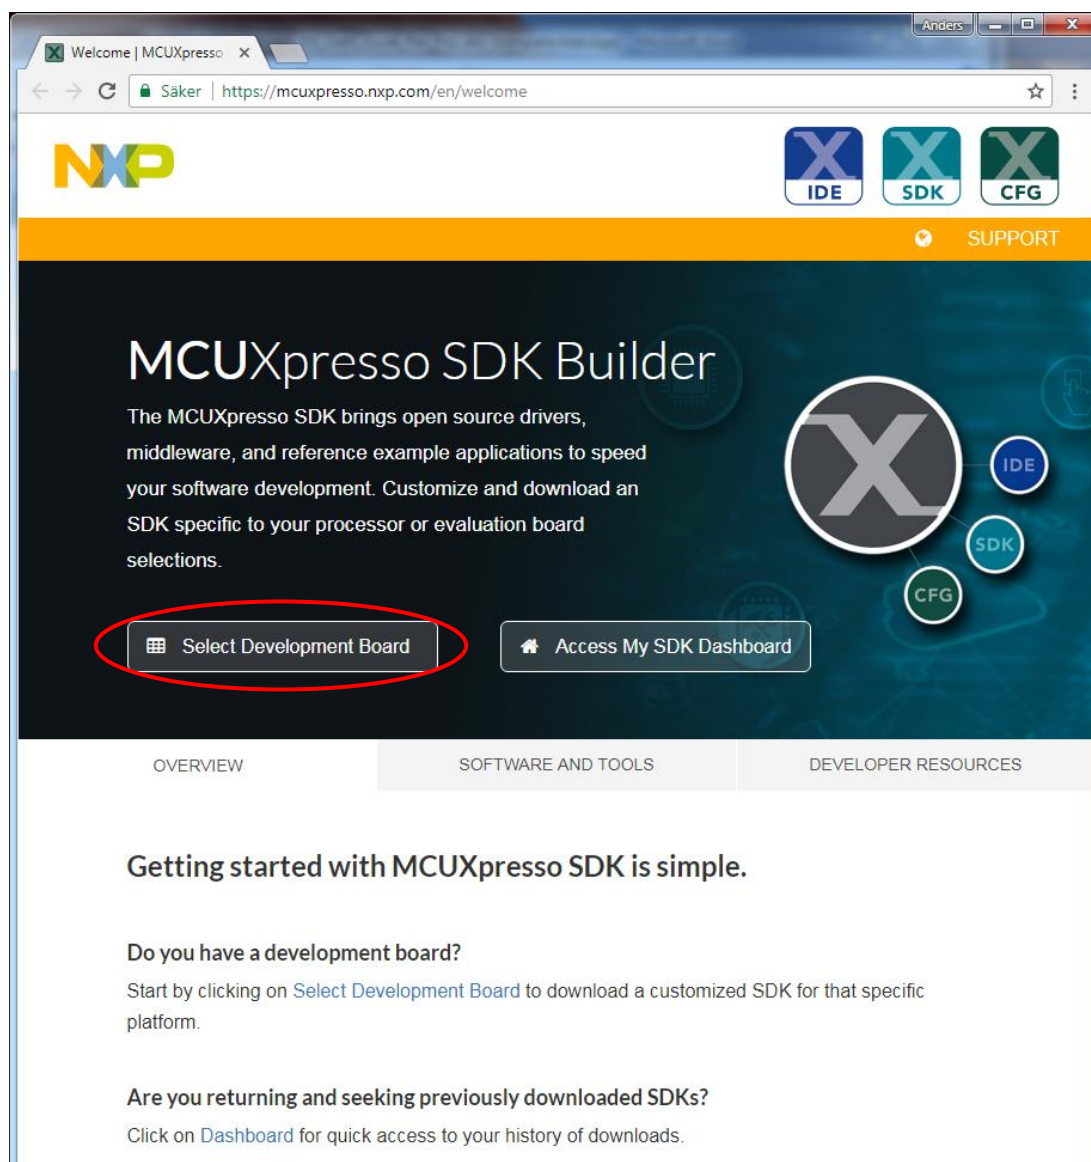 Anders
Welcome | MCUXpresso
Säker | https://mcuxpresso.nxp.com/en/welcome
NXP
IDE SDK CFG
SUPPORT
MCUXpresso SDK Builder
The MCUXpresso SDK brings open source drivers,
middleware, and reference example applications to speed
your software development. Customize and download an
SDK specific to your processor or evaluation board
selections.
X
IDE
SDK
CFG
Select Development Board Access My SDK Dashboard
OVERVIEW SOFTWARE AND TOOLS DEVELOPER RESOURCES
Getting started with MCUXpresso SDK is simple.
Do you have a development board?
Start by clicking on Select Development Board to download a customized SDK for that specific
platform.
Are you returning and seeking previously downloaded SDKs?
Click on Dashboard for quick access to your history of downloads.